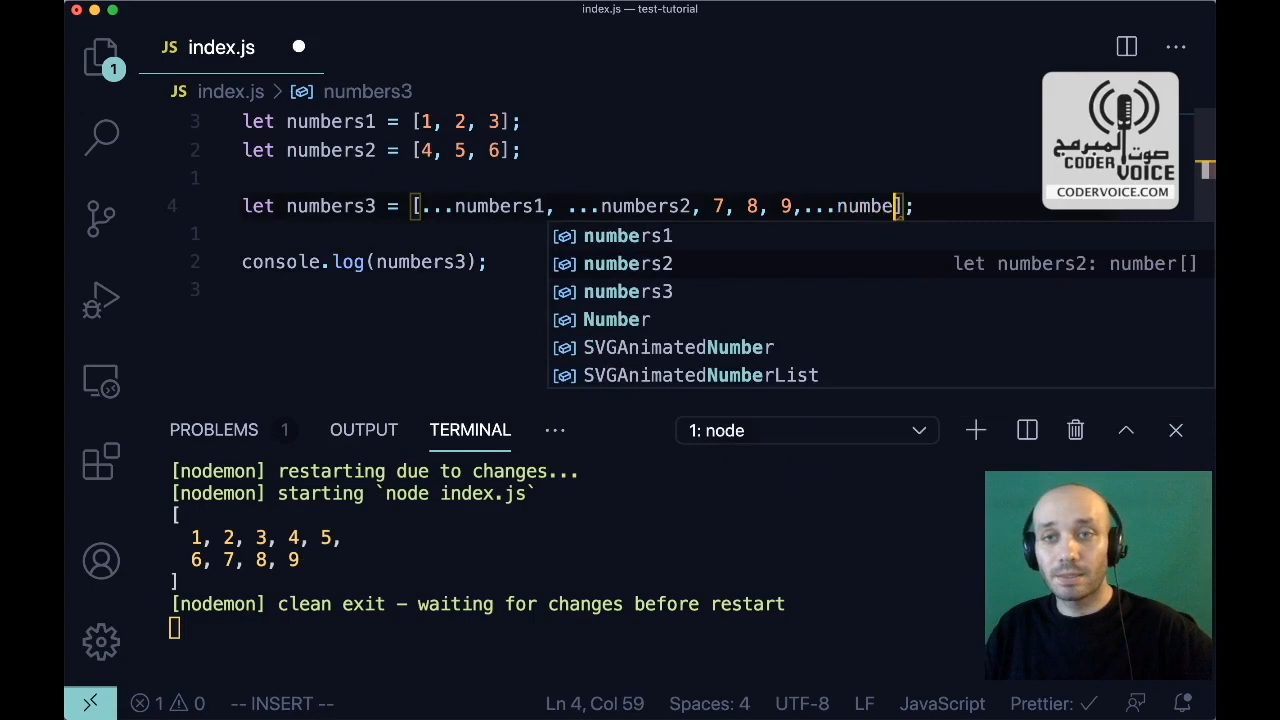 index.js — test-tutorial
JS index.js
1
JS index.js > numbers3
3 let numbers1 = [1, 2, 3];
2 let numbers2 = [4, 5, 6];
1
4 let numbers3 = [...numbers1, ...numbers2, 7, 8, 9,...numbe];
1
2 console.log(numbers3);
3
numbers1
numbers2 let numbers2: number[]
numbers3
Number
SVGAnimatedNumber
SVGAnimatedNumberList
صوت المبرمج
CODER VOICE
CODERVOICE.COM
PROBLEMS 1 OUTPUT TERMINAL ... 1: node
[nodemon] restarting due to changes...
[nodemon] starting `node index.js`
[
1, 2, 3, 4, 5,
6, 7, 8, 9
]
[nodemon] clean exit - waiting for changes before restart
1 0 -- INSERT -- Ln 4, Col 59 Spaces: 4 UTF-8 LF JavaScript Prettier: ✓